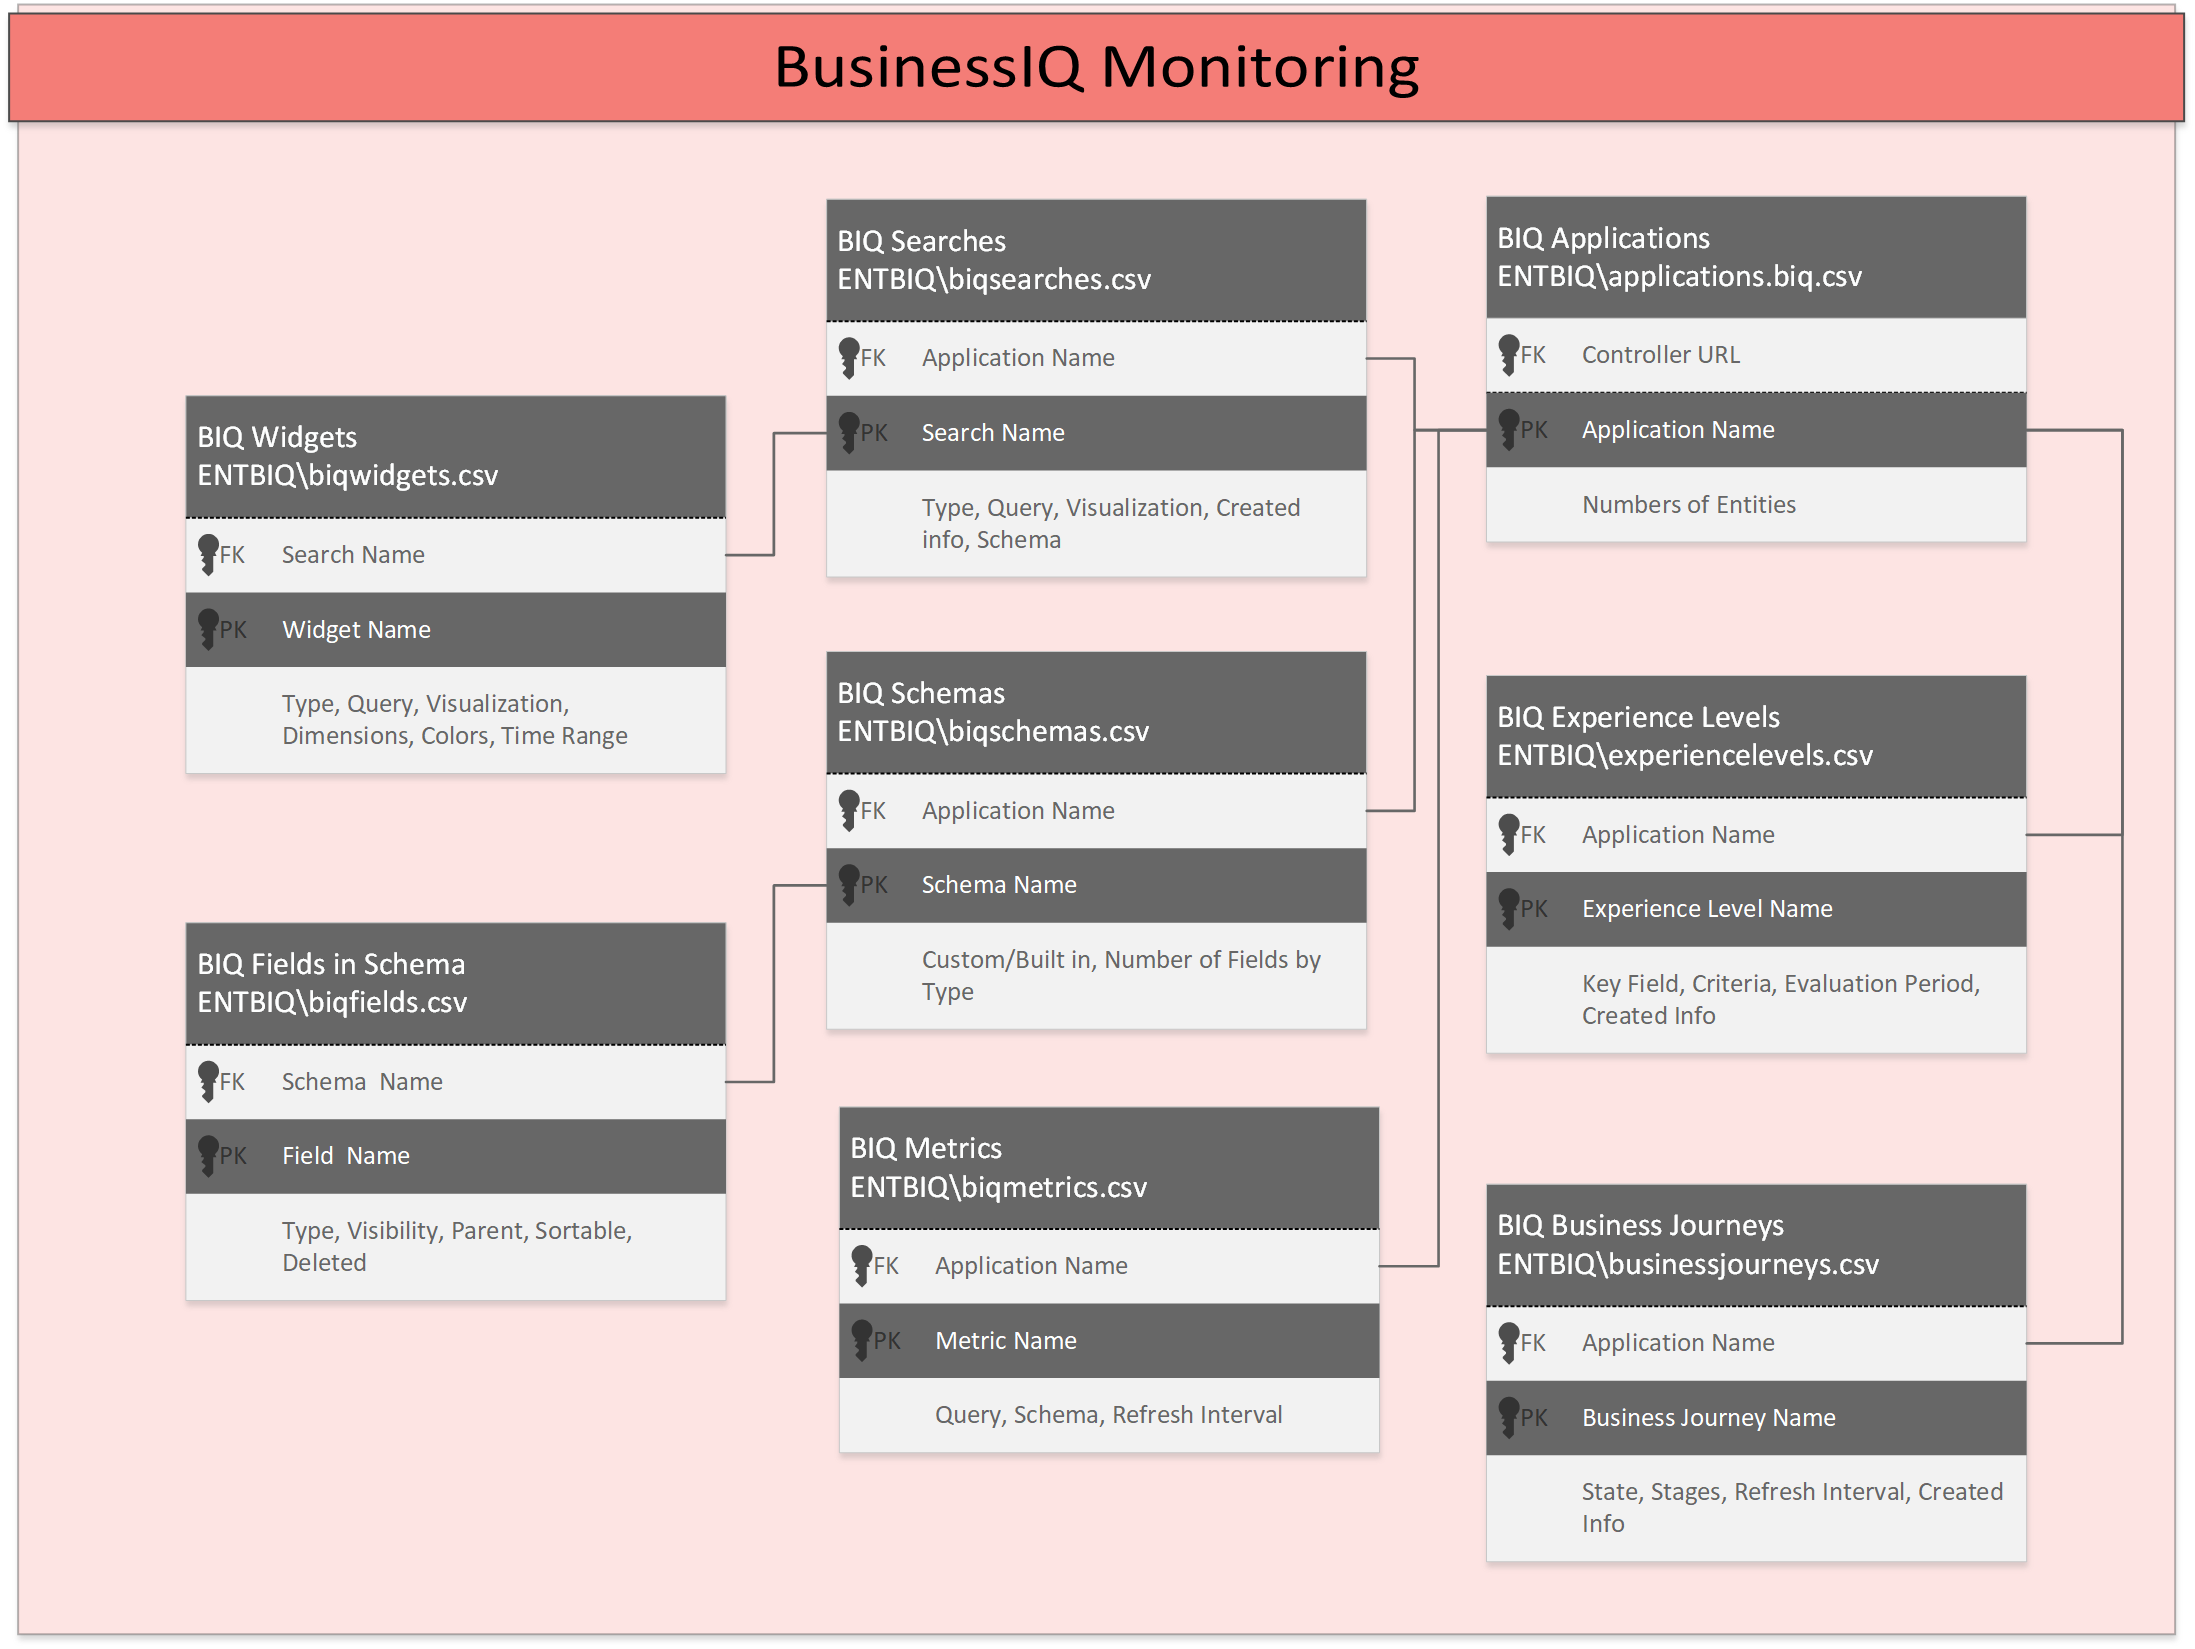 BusinessIQ Monitoring
BIQ Widgets
ENTBIQ\biqwidgets.csv
FK Search Name
PK Widget Name
Type, Query, Visualization,
Dimensions, Colors, Time Range
BIQ Fields in Schema
ENTBIQ\biqfields.csv
FK Schema Name
PK Field Name
Type, Visibility, Parent, Sortable,
Deleted
BIQ Searches
ENTBIQ\biqsearches.csv
FK Application Name
PK Search Name
Type, Query, Visualization, Created
info, Schema
BIQ Schemas
ENTBIQ\biqschemas.csv
FK Application Name
PK Schema Name
Custom/Built in, Number of Fields by
Type
BIQ Metrics
ENTBIQ\biqmetrics.csv
FK Application Name
PK Metric Name
Query, Schema, Refresh Interval
BIQ Applications
ENTBIQ\applications.biq.csv
FK Controller URL
PK Application Name
Numbers of Entities
BIQ Experience Levels
ENTBIQ\experiencelevels.csv
FK Application Name
PK Experience Level Name
Key Field, Criteria, Evaluation Period,
Created Info
BIQ Business Journeys
ENTBIQ\businessjourneys.csv
FK Application Name
PK Business Journey Name
State, Stages, Refresh Interval, Created
Info